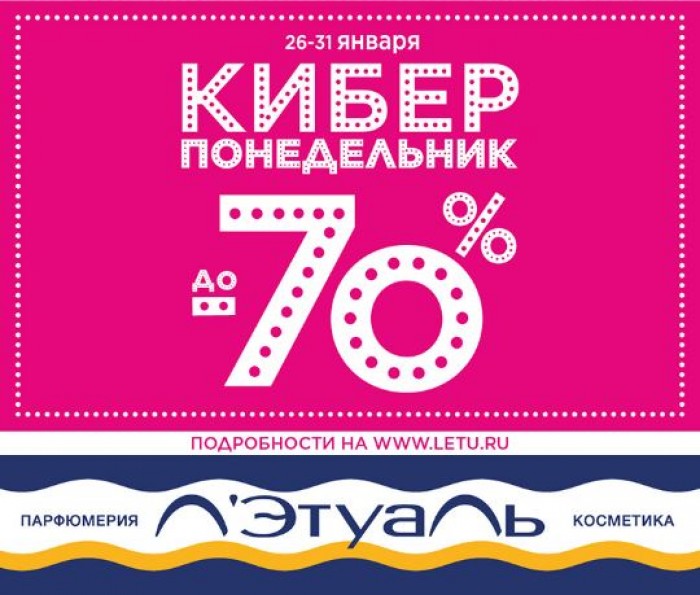 26-31 января
КИБЕР
ПОНЕДЕЛЬНИК
до
-70%
ПОДРОБНОСТИ НА WWW.LETU.RU
ПАРФЮМЕРИЯ Л'Этуаль КОСМЕТИКА